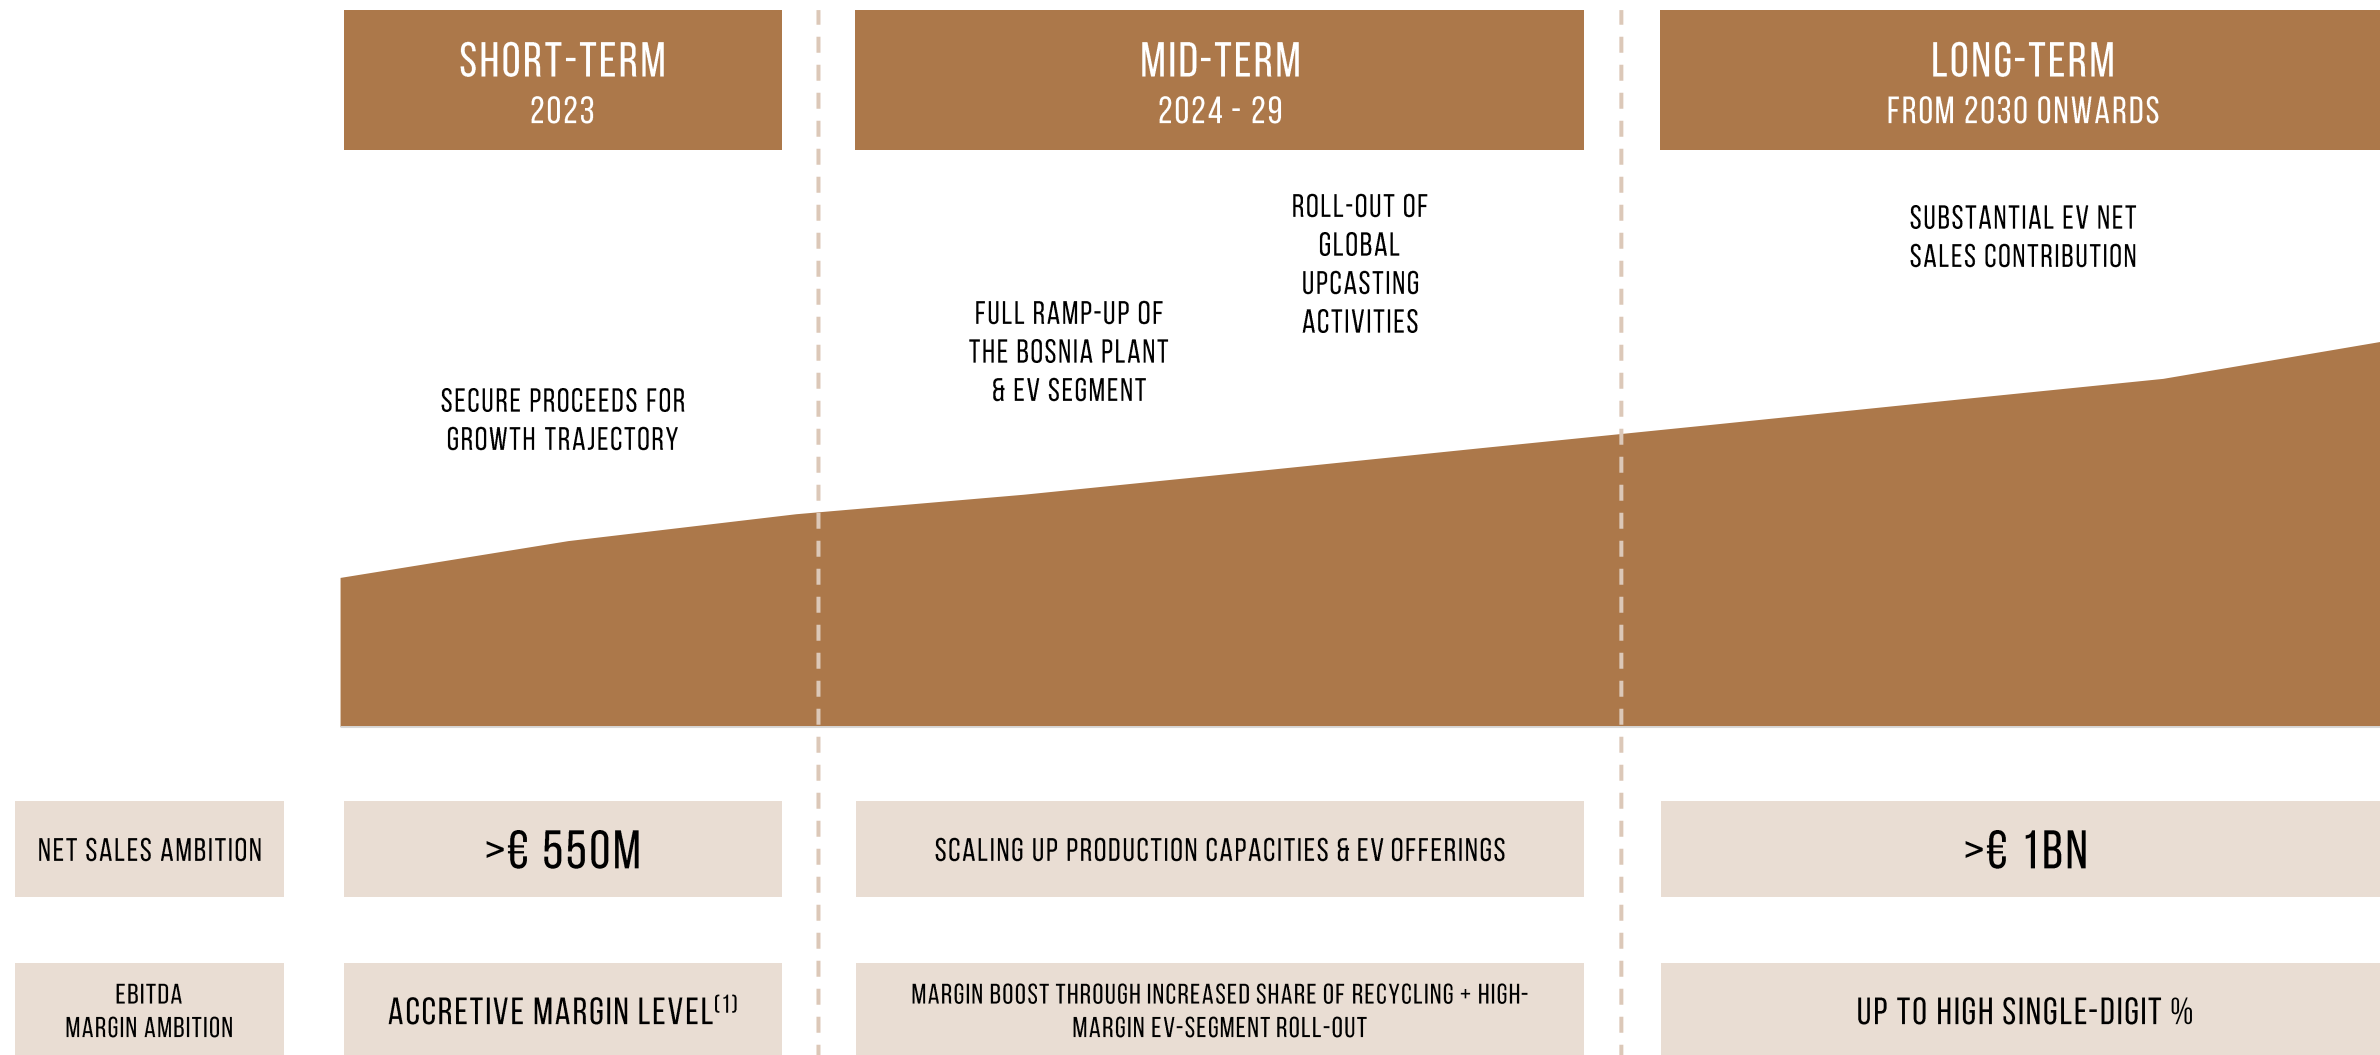 SHORT-TERM
2023
MID-TERM
2024 - 29
LONG-TERM
FROM 2030 ONWARDS
SECURE PROCEEDS FOR
GROWTH TRAJECTORY
FULL RAMP-UP OF
THE BOSNIA PLANT
& EV SEGMENT
ROLL-OUT OF
GLOBAL
UPCASTING
ACTIVITIES
SUBSTANTIAL EV NET
SALES CONTRIBUTION
NET SALES AMBITION
>€ 550M
SCALING UP PRODUCTION CAPACITIES & EV OFFERINGS
>€ 1BN
EBITDA
MARGIN AMBITION
ACCRETIVE MARGIN LEVEL(1)
MARGIN BOOST THROUGH INCREASED SHARE OF RECYCLING + HIGH-
MARGIN EV-SEGMENT ROLL-OUT
UP TO HIGH SINGLE-DIGIT %